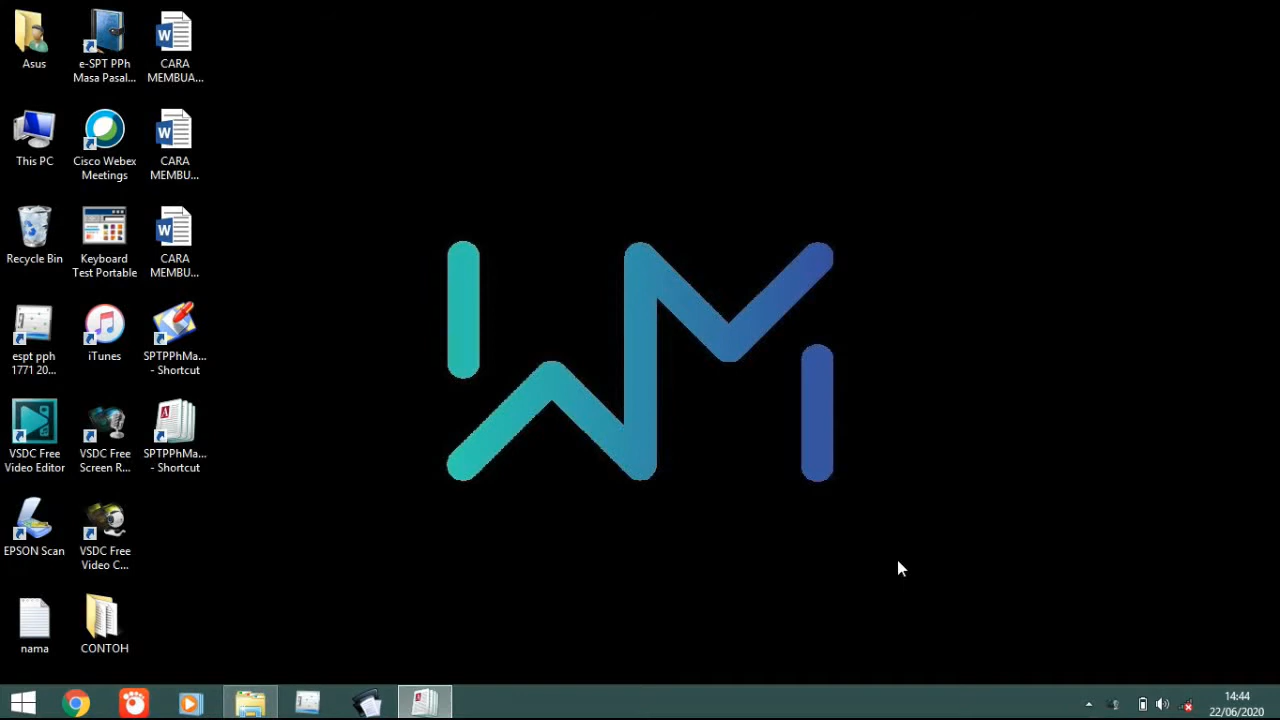 Asus
e-SPT PPh
Masa Pasal...
CARA
MEMBUA...
This PC
Cisco Webex
Meetings
CARA
MEMBU...
Recycle Bin
Keyboard
Test Portable
CARA
MEMBU...
espt pph
1771 20...
iTunes
SPTPPhMa...
- Shortcut
VSDC Free
Video Editor
VSDC Free
Screen R...
SPTPPhMa...
- Shortcut
EPSON Scan
VSDC Free
Video C...
nama
CONTOH
14:44
22/06/2020